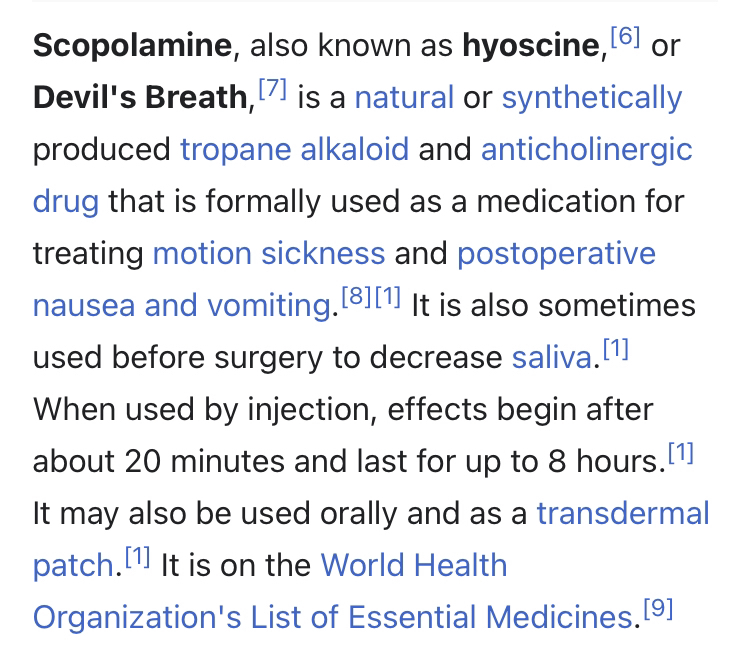 Scopolamine, also known as hyoscine,[6] or
Devil's Breath,[7] is a natural or synthetically
produced tropane alkaloid and anticholinergic
drug that is formally used as a medication for
treating motion sickness and postoperative
nausea and vomiting.[8][1] It is also sometimes
used before surgery to decrease saliva.[1]
When used by injection, effects begin after
about 20 minutes and last for up to 8 hours.[1]
It may also be used orally and as a transdermal
patch.[1] It is on the World Health
Organization's List of Essential Medicines.[9]